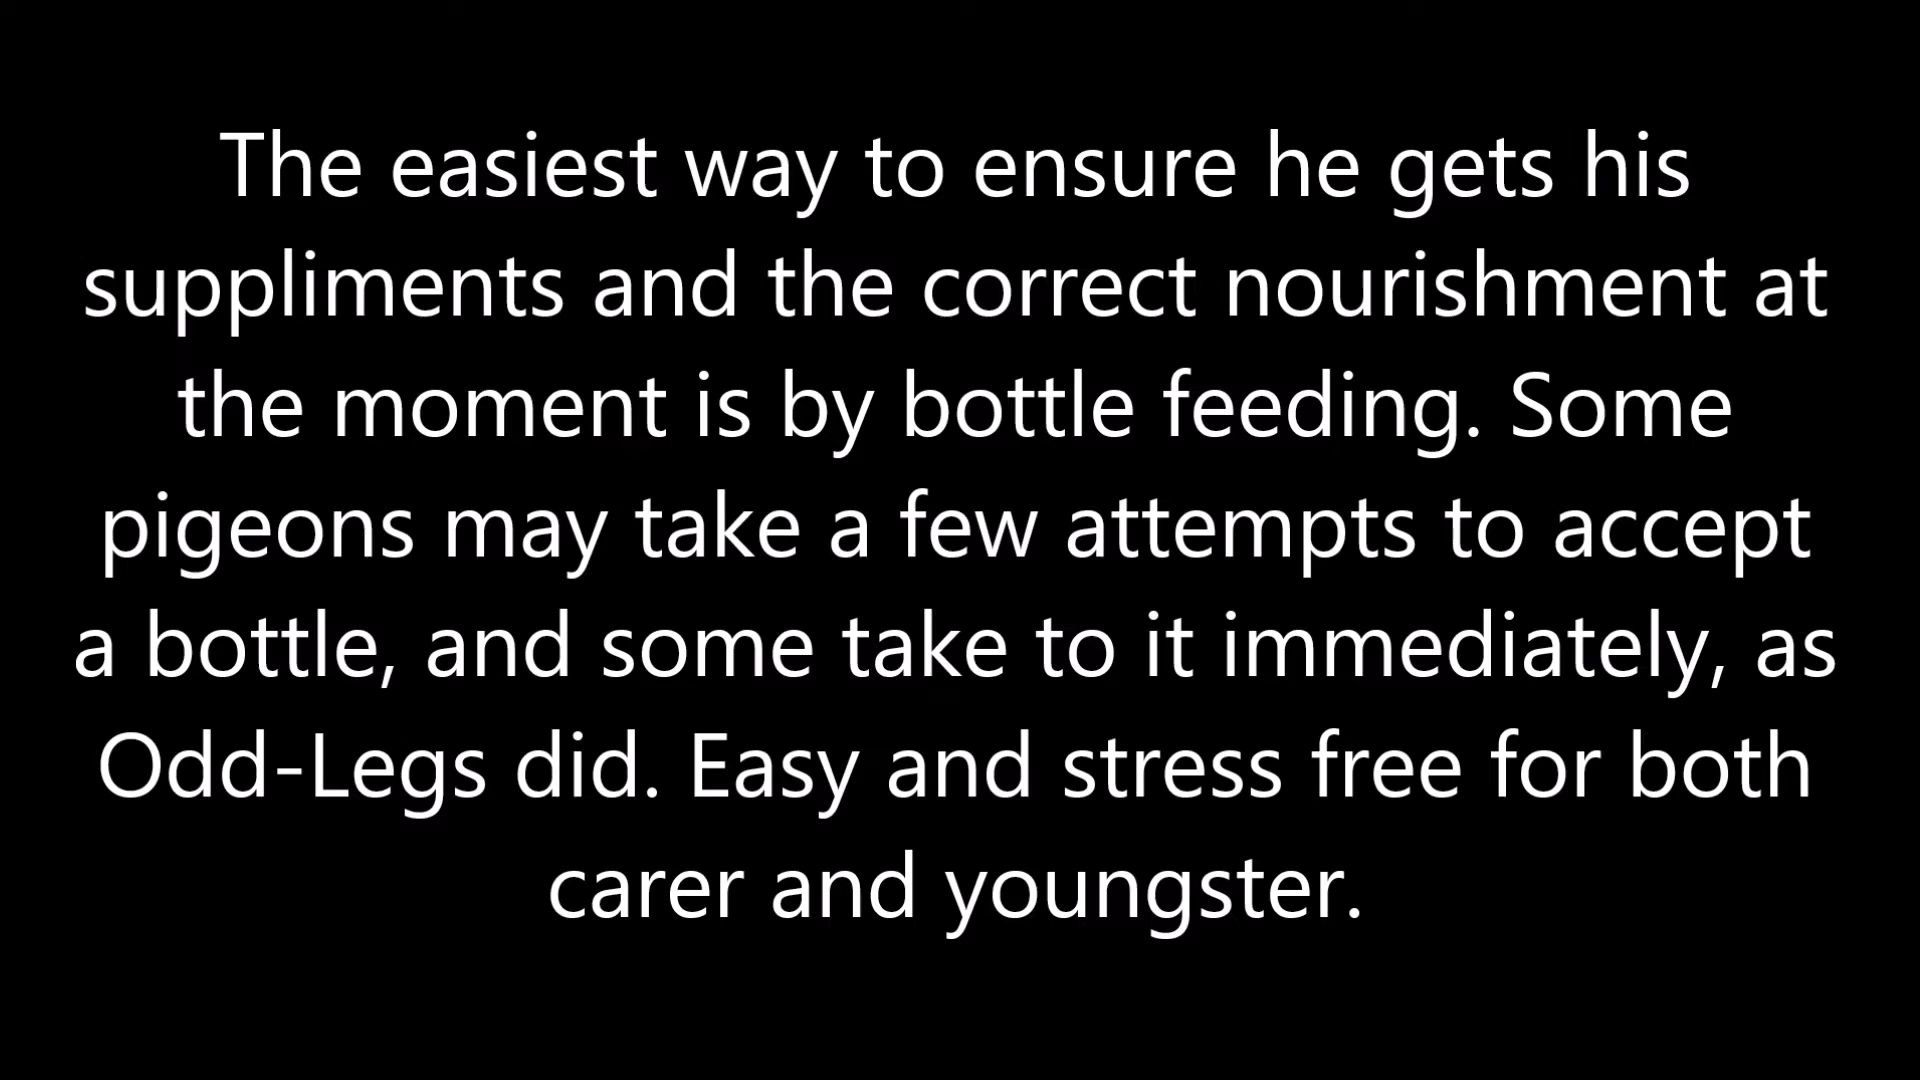 The easiest way to ensure he gets his
suppliments and the correct nourishment at
the moment is by bottle feeding. Some
pigeons may take a few attempts to accept
a bottle, and some take to it immediately, as
Odd-Legs did. Easy and stress free for both
carer and youngster.